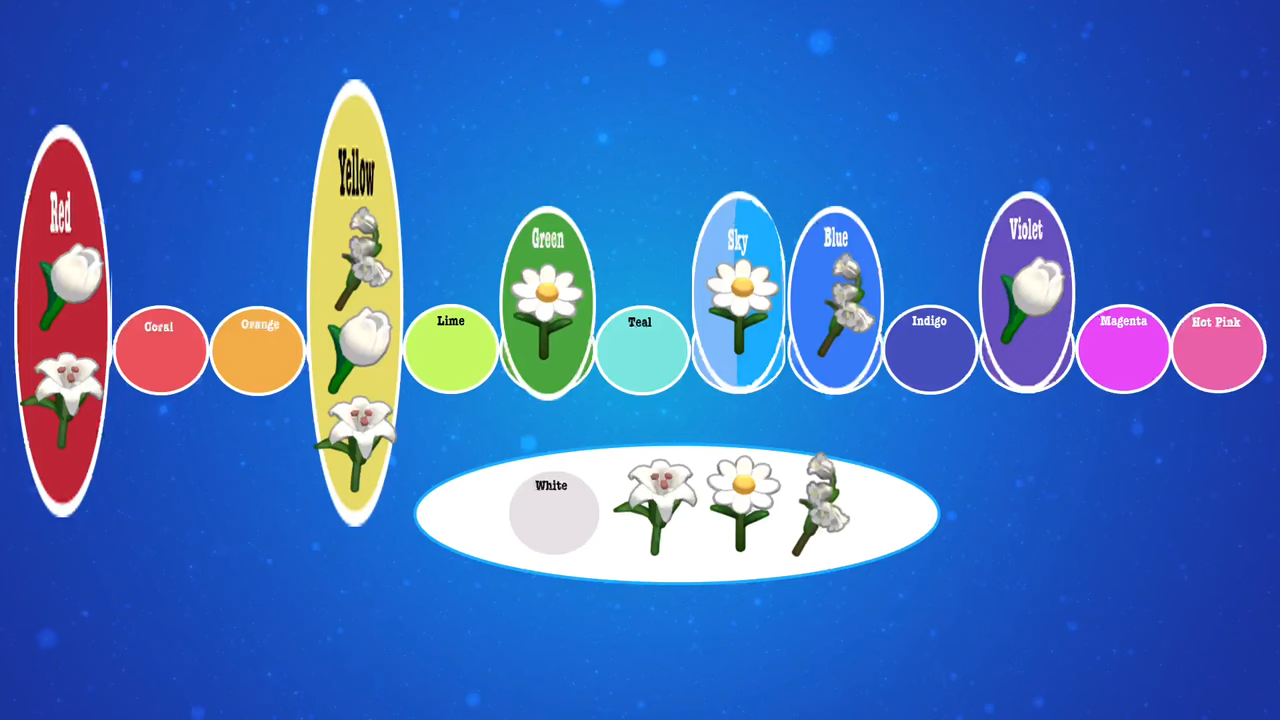 Red
Coral
Orange
Yellow
Lime
Green
Teal
Sky
Blue
Indigo
Violet
Magenta
Hot Pink
White